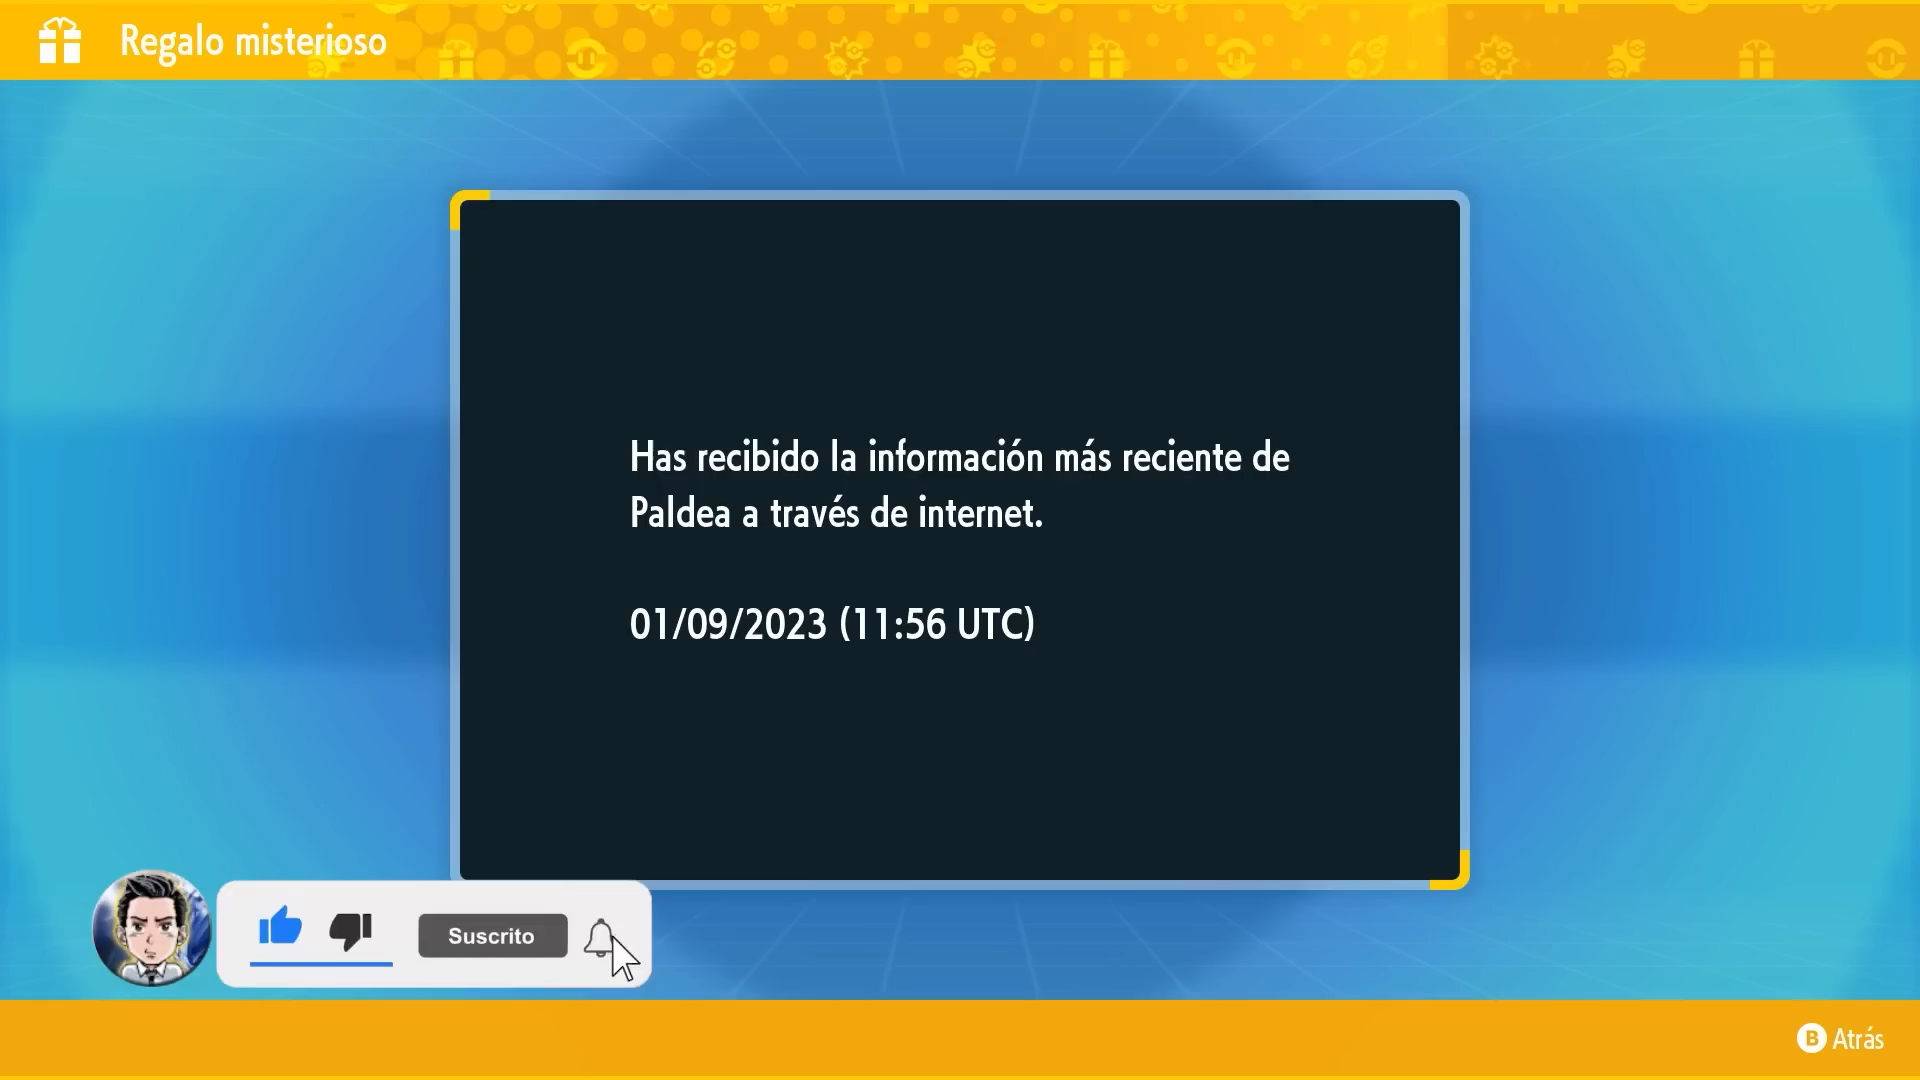 Regalo misterioso
Has recibido la información más reciente de
Paldea a través de internet.
01/09/2023 (11:56 UTC)
Suscrito
B Atrás